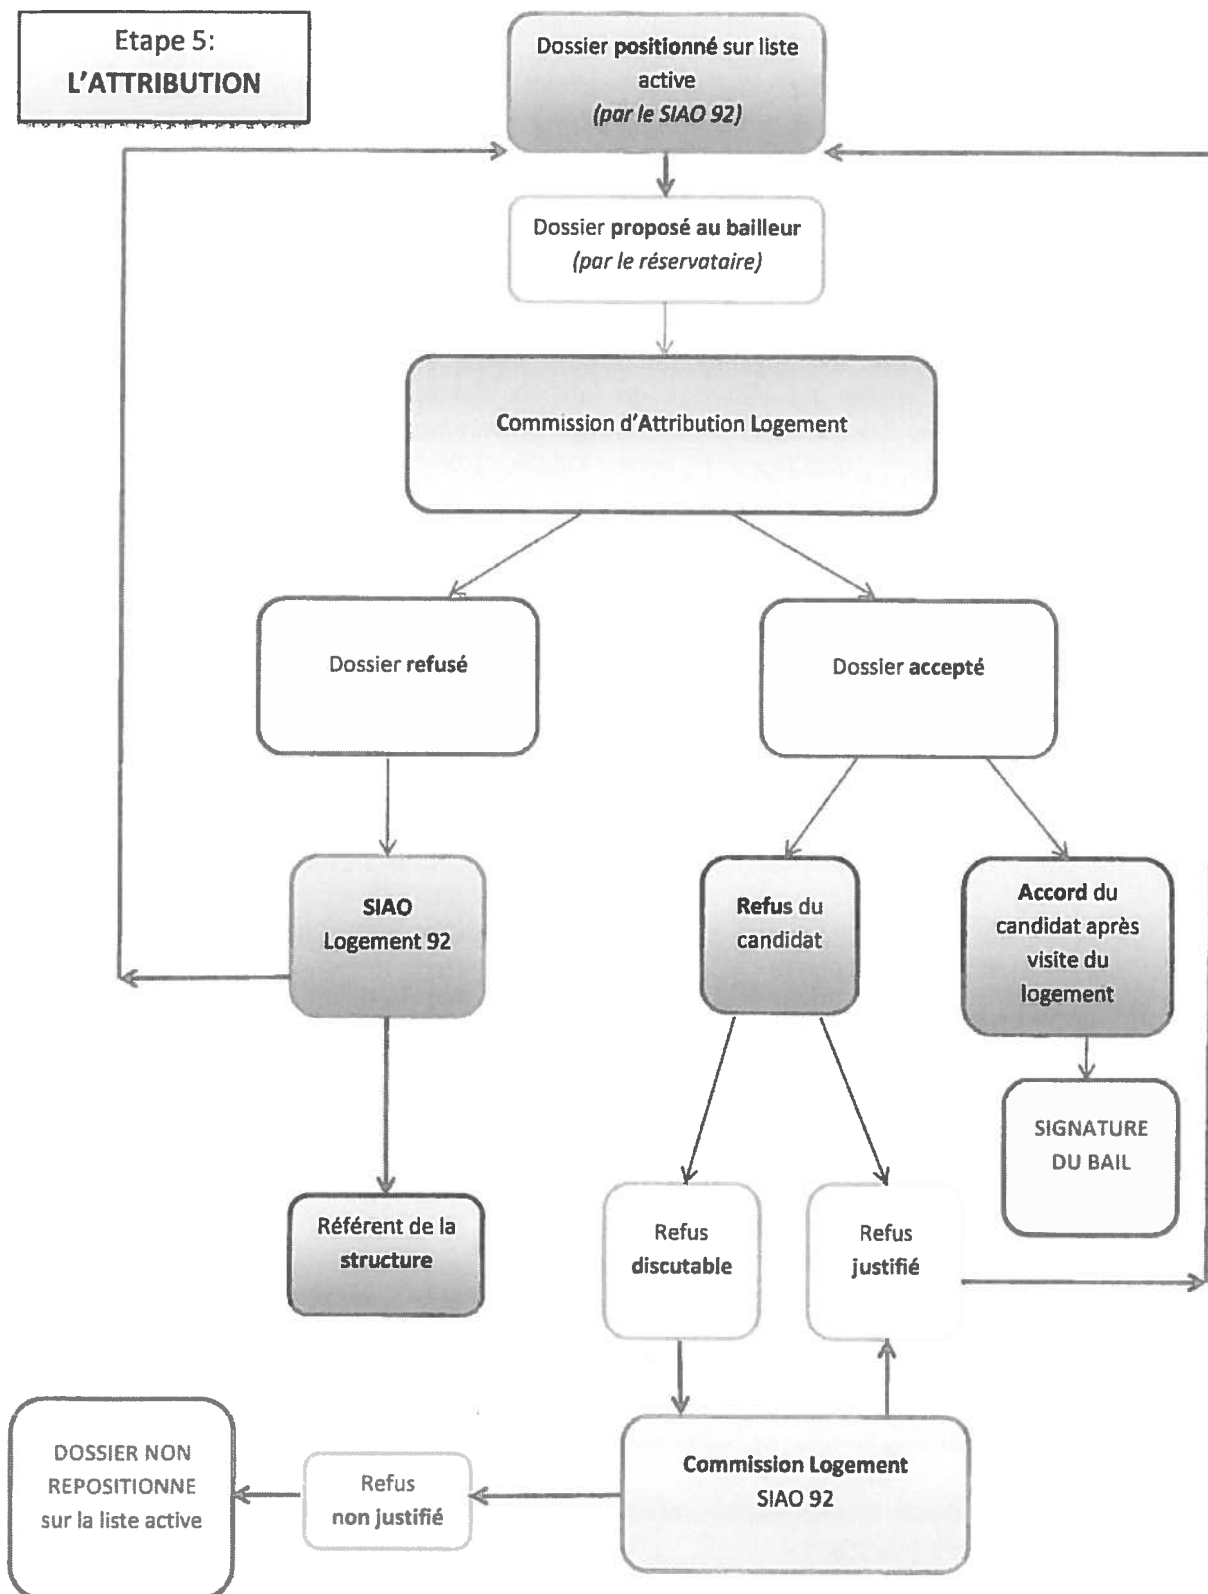 Etape 5:
L'ATTRIBUTION
Dossier positionné sur liste
active
(par le SIAO 92)
Dossier proposé au bailleur
(par le réservataire)
Commission d'Attribution Logement
Dossier refusé
Dossier accepté
SIAO
Logement 92
Refus du
candidat
Accord du
candidat après
visite du
logement
SIGNATURE
DU BAIL
Référent de la
structure
Refus
discutable
Refus
justifié
Commission Logement
SIAO 92
Refus
non justifié
DOSSIER NON
REPOSITIONNE
sur la liste active